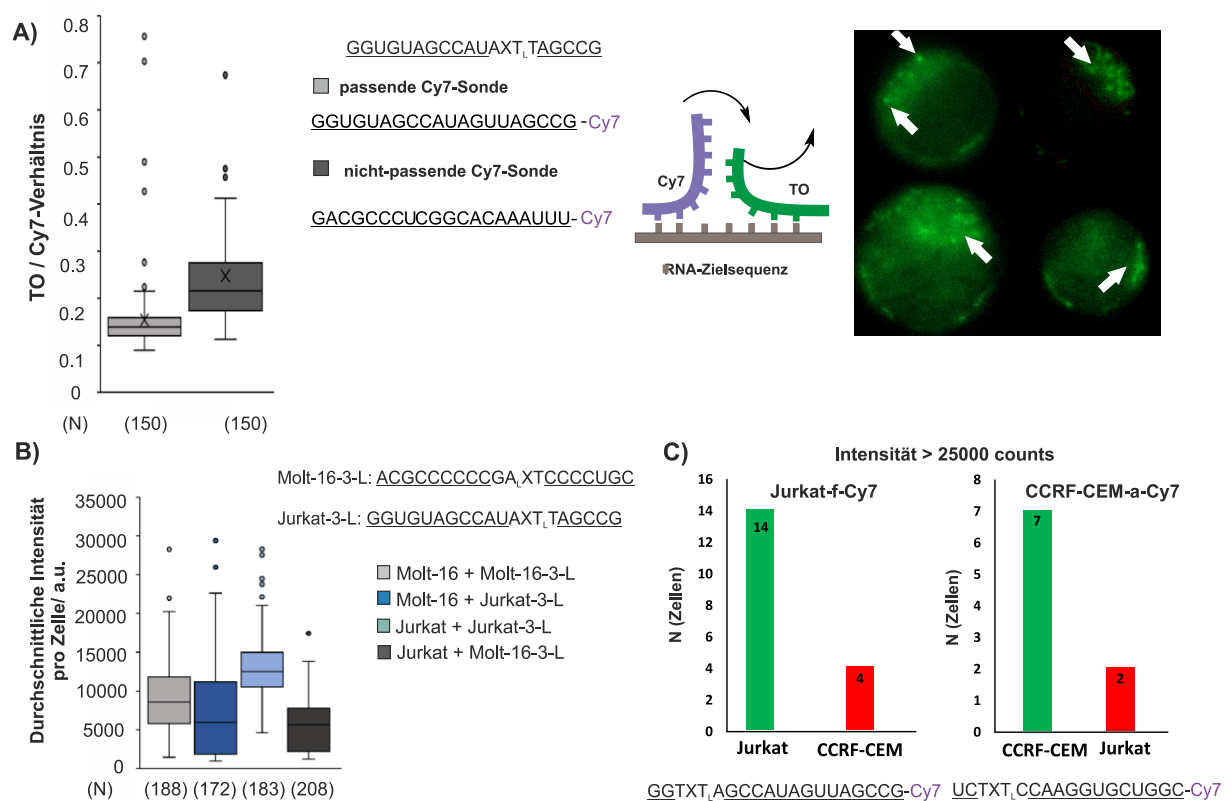 A)
TO / Cy7-Verhältnis
0.8
0.7
0.6
0.5
0.4
0.3
0.2
0.1
0
(N)
(150)
(150)
GGUGUAGCCAUAXTLTAGCCG
passende Cy7-Sonde
GGUGUAGCCAUAGUUAGCCG-Cy7
nicht-passende Cy7-Sonde
GACGCCCUCGGCACAAAUUU-Cy7
Cy7
TO
RNA-Zielsequenz
B)
Durchschnittliche Intensität
pro Zelle/ a.u.
35000
30000
25000
20000
15000
10000
5000
0
(N)
(188)
(172)
(183)
(208)
Molt-16-3-L: ACGCCCCCCGALXTCCCCUGC
Jurkat-3-L: GGUGUAGCCAUAXTLTAGCCG
Molt-16 + Molt-16-3-L
Molt-16 + Jurkat-3-L
Jurkat + Jurkat-3-L
Jurkat + Molt-16-3-L
C)
Intensität > 25000 counts
Jurkat-f-Cy7
N (Zellen)
16
14
12
10
8
6
4
2
0
14
4
Jurkat
CCRF-CEM
GGTXTLAGCCAUAGUUAGCCG-Cy7
CCRF-CEM-a-Cy7
N (Zellen)
8
7
6
5
4
3
2
1
0
7
2
CCRF-CEM
Jurkat
UCTXTLCCAAGGUGCUGGC-Cy7